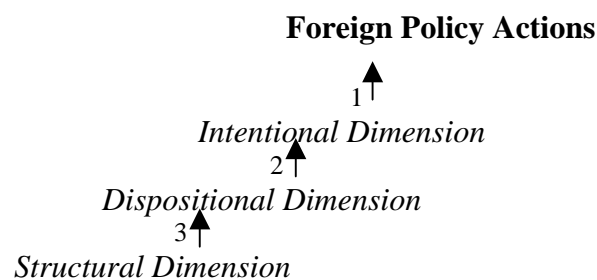 Foreign Policy Actions
1
Intentional Dimension
2
Dispositional Dimension
3
Structural Dimension